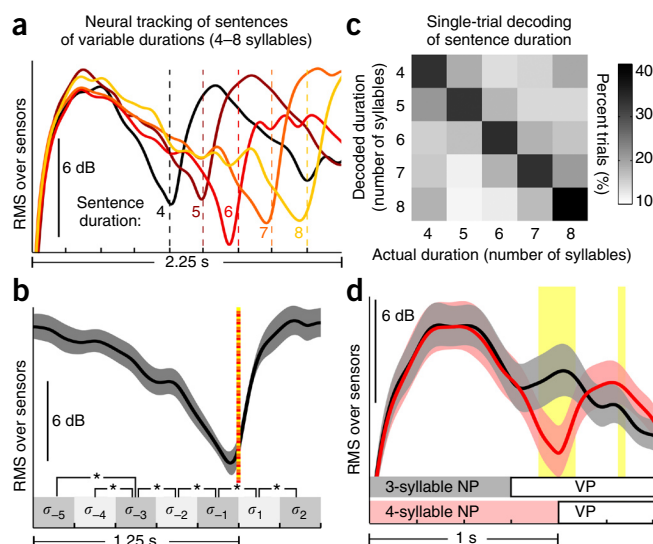 a
Neural tracking of sentences
of variable durations (4–8 syllables)
RMS over sensors
6 dB
Sentence
duration:
4
5
6
7
8
2.25 s
c
Single-trial decoding
of sentence duration
Decoded duration
(number of syllables)
4
5
6
7
8
4 5 6 7 8
Actual duration (number of syllables)
Percent trials (%)
40
30
20
10
b
RMS over sensors
6 dB
* * * * * *
σ−5 σ−4 σ−3 σ−2 σ−1 σ1 σ2
1.25 s
d
6 dB
RMS over sensors
3-syllable NP VP
4-syllable NP VP
1 s